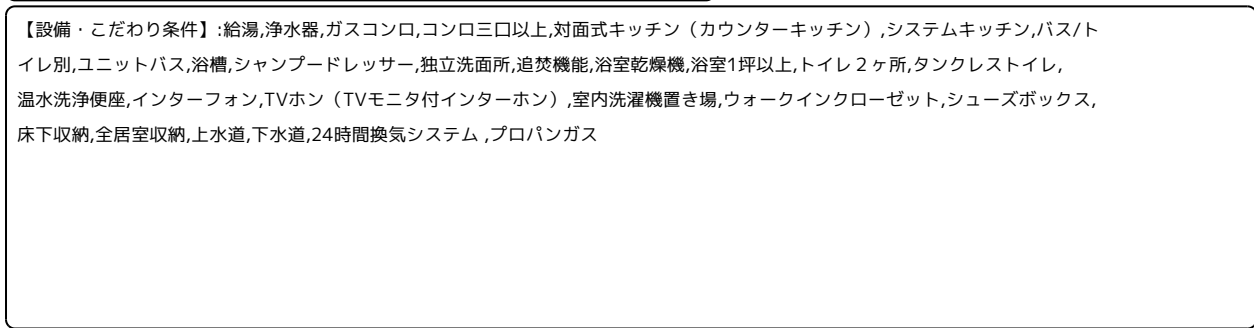 【設備・こだわり条件】:給湯,浄水器,ガスコンロ,コンロ三口以上,対面式キッチン（カウンターキッチン）,システムキッチン,バス/ト
イレ別,ユニットバス,浴槽,シャンプードレッサー,独立洗面所,追焚機能,浴室乾燥機,浴室1坪以上,トイレ２ヶ所,タンクレストイレ,
温水洗浄便座,インターフォン,TVホン（TVモニタ付インターホン）,室内洗濯機置き場,ウォークインクローゼット,シューズボックス,
床下収納,全居室収納,上水道,下水道,24時間換気システム ,プロパンガス